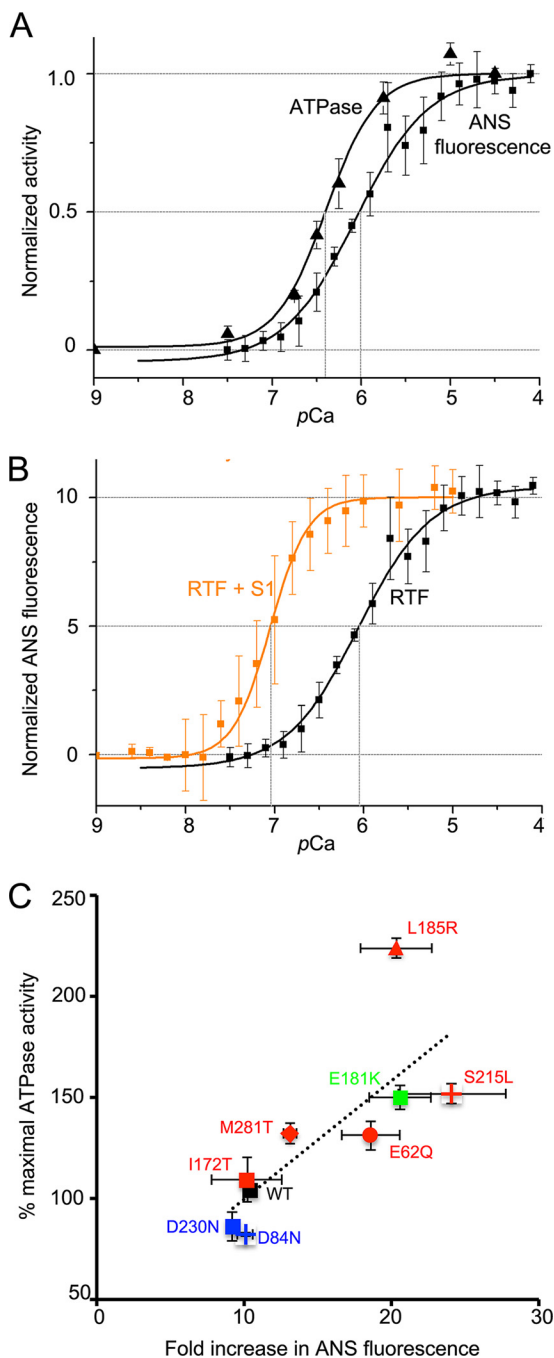 A
Normalized activity
1.0
0.5
0
ATPase
ANS
fluorescence
9 8 7 6 5 4
pCa
B
Normalized ANS fluorescence
10
5
0
RTF + S1
RTF
9 8 7 6 5 4
pCa
C
% maximal ATPase activity
250
200
150
100
50
L185R
E181K
S215L
M281T
E62Q
I172T
WT
D230N
D84N
0 10 20 30
Fold increase in ANS fluorescence